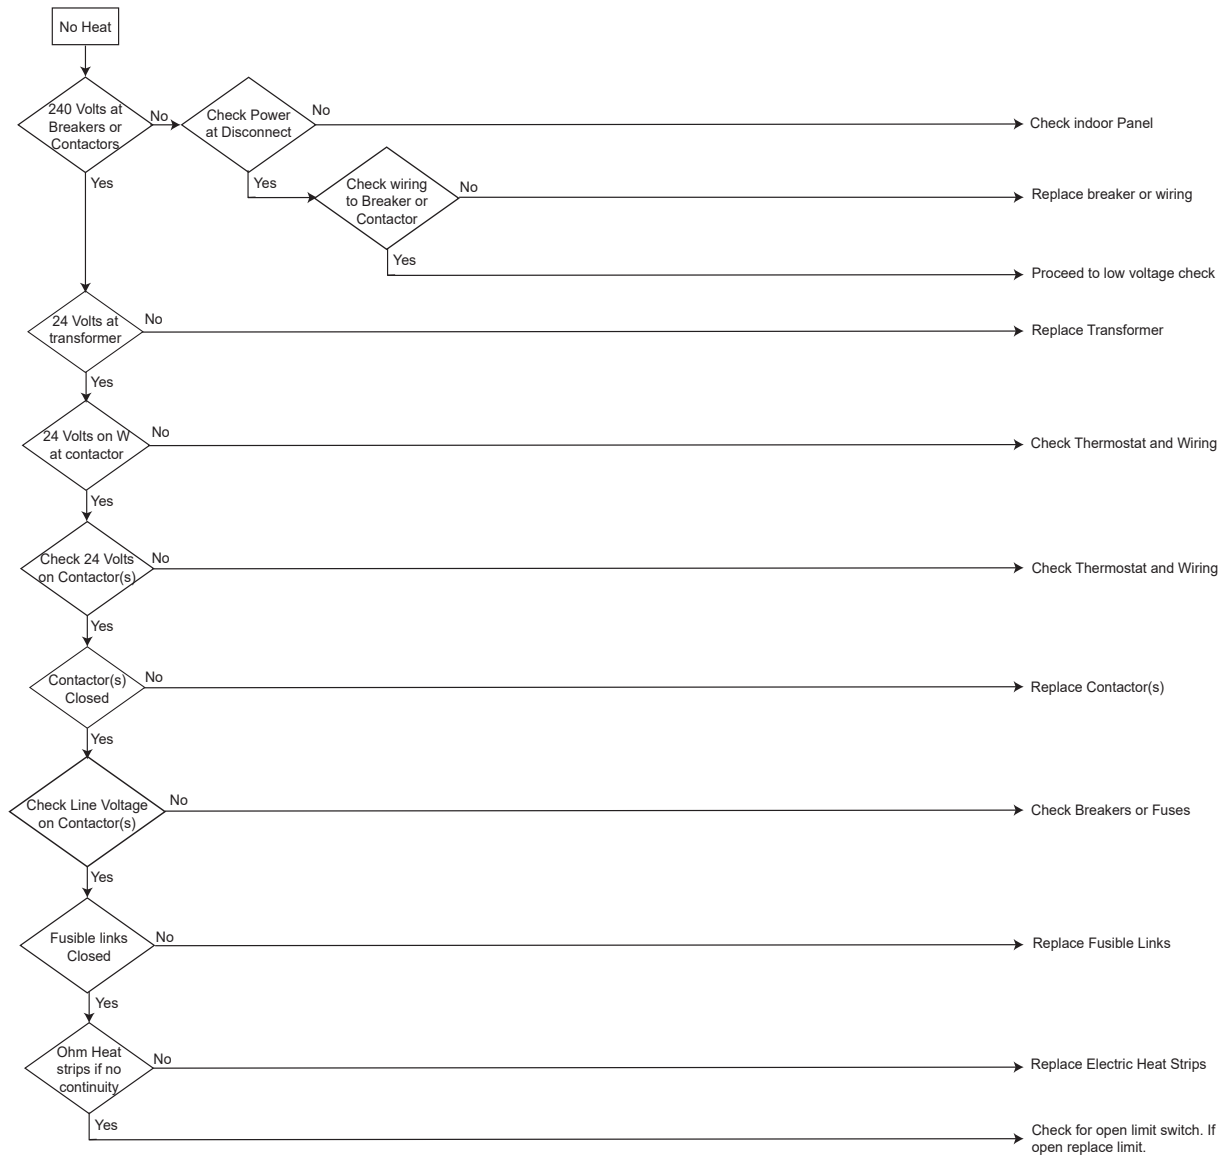 No Heat
240 Volts at
Breakers or
Contactors
No
Check Power
at Disconnect
No
Check indoor Panel
Yes
Yes
Check wiring
to Breaker or
Contactor
No
Replace breaker or wiring
Yes
Proceed to low voltage check
24 Volts at
transformer
No
Replace Transformer
Yes
24 Volts on W
at contactor
No
Check Thermostat and Wiring
Yes
Check 24 Volts
on Contactor(s)
No
Check Thermostat and Wiring
Yes
Contactor(s)
Closed
No
Replace Contactor(s)
Yes
Check Line Voltage
on Contactor(s)
No
Check Breakers or Fuses
Yes
Fusible links
Closed
No
Replace Fusible Links
Yes
Ohm Heat
strips if no
continuity
No
Replace Electric Heat Strips
Yes
Check for open limit switch. If
open replace limit.